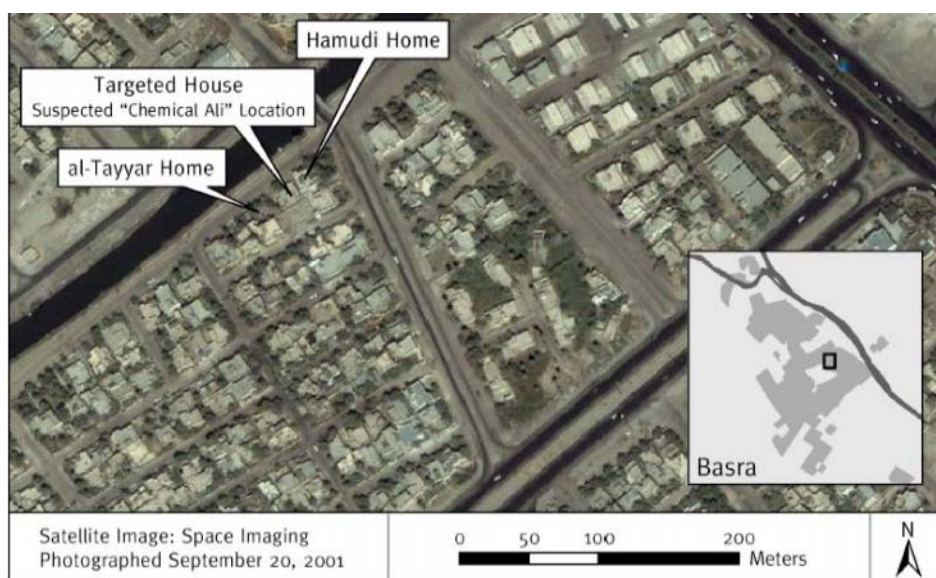 Hamudi Home
Targeted House
Suspected "Chemical Ali" Location
al-Tayyar Home
Basra
Satellite Image: Space Imaging
Photographed September 20, 2001
0 50 100 200
Meters
N